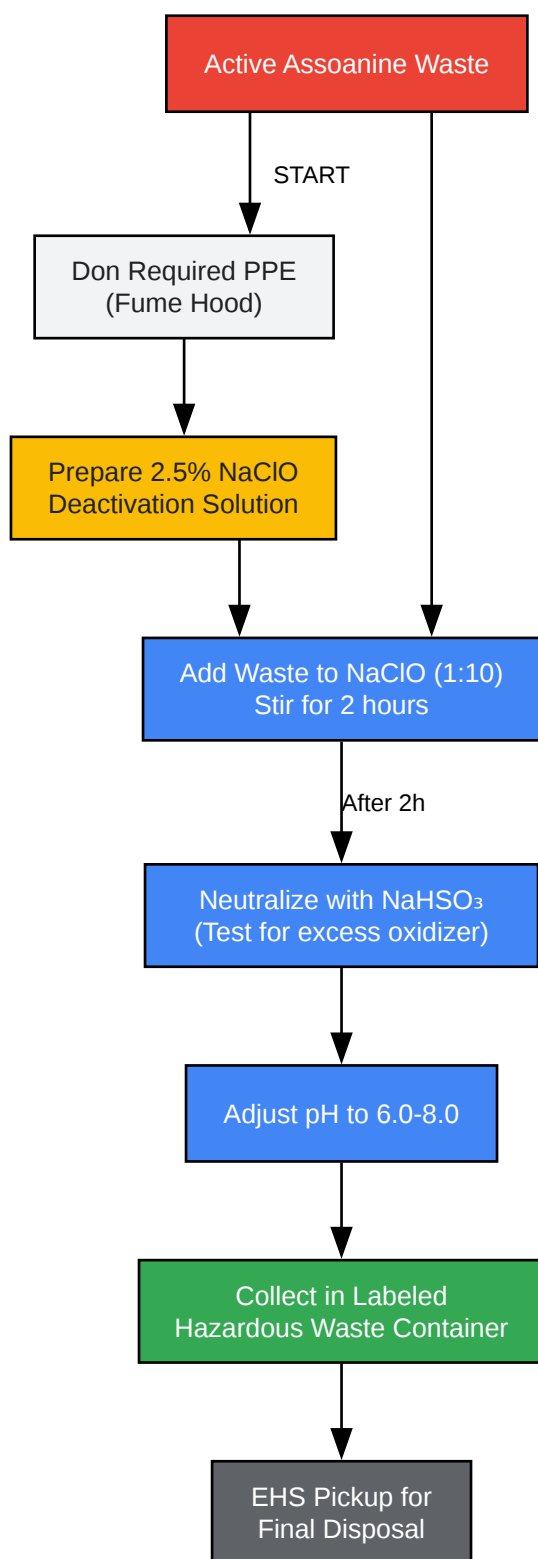 Active Assoanine Waste
START
Don Required PPE
(Fume Hood)
Prepare 2.5% NaClO
Deactivation Solution
Add Waste to NaClO (1:10)
Stir for 2 hours
After 2h
Neutralize with NaHSO₃
(Test for excess oxidizer)
Adjust pH to 6.0-8.0
Collect in Labeled
Hazardous Waste Container
EHS Pickup for
Final Disposal